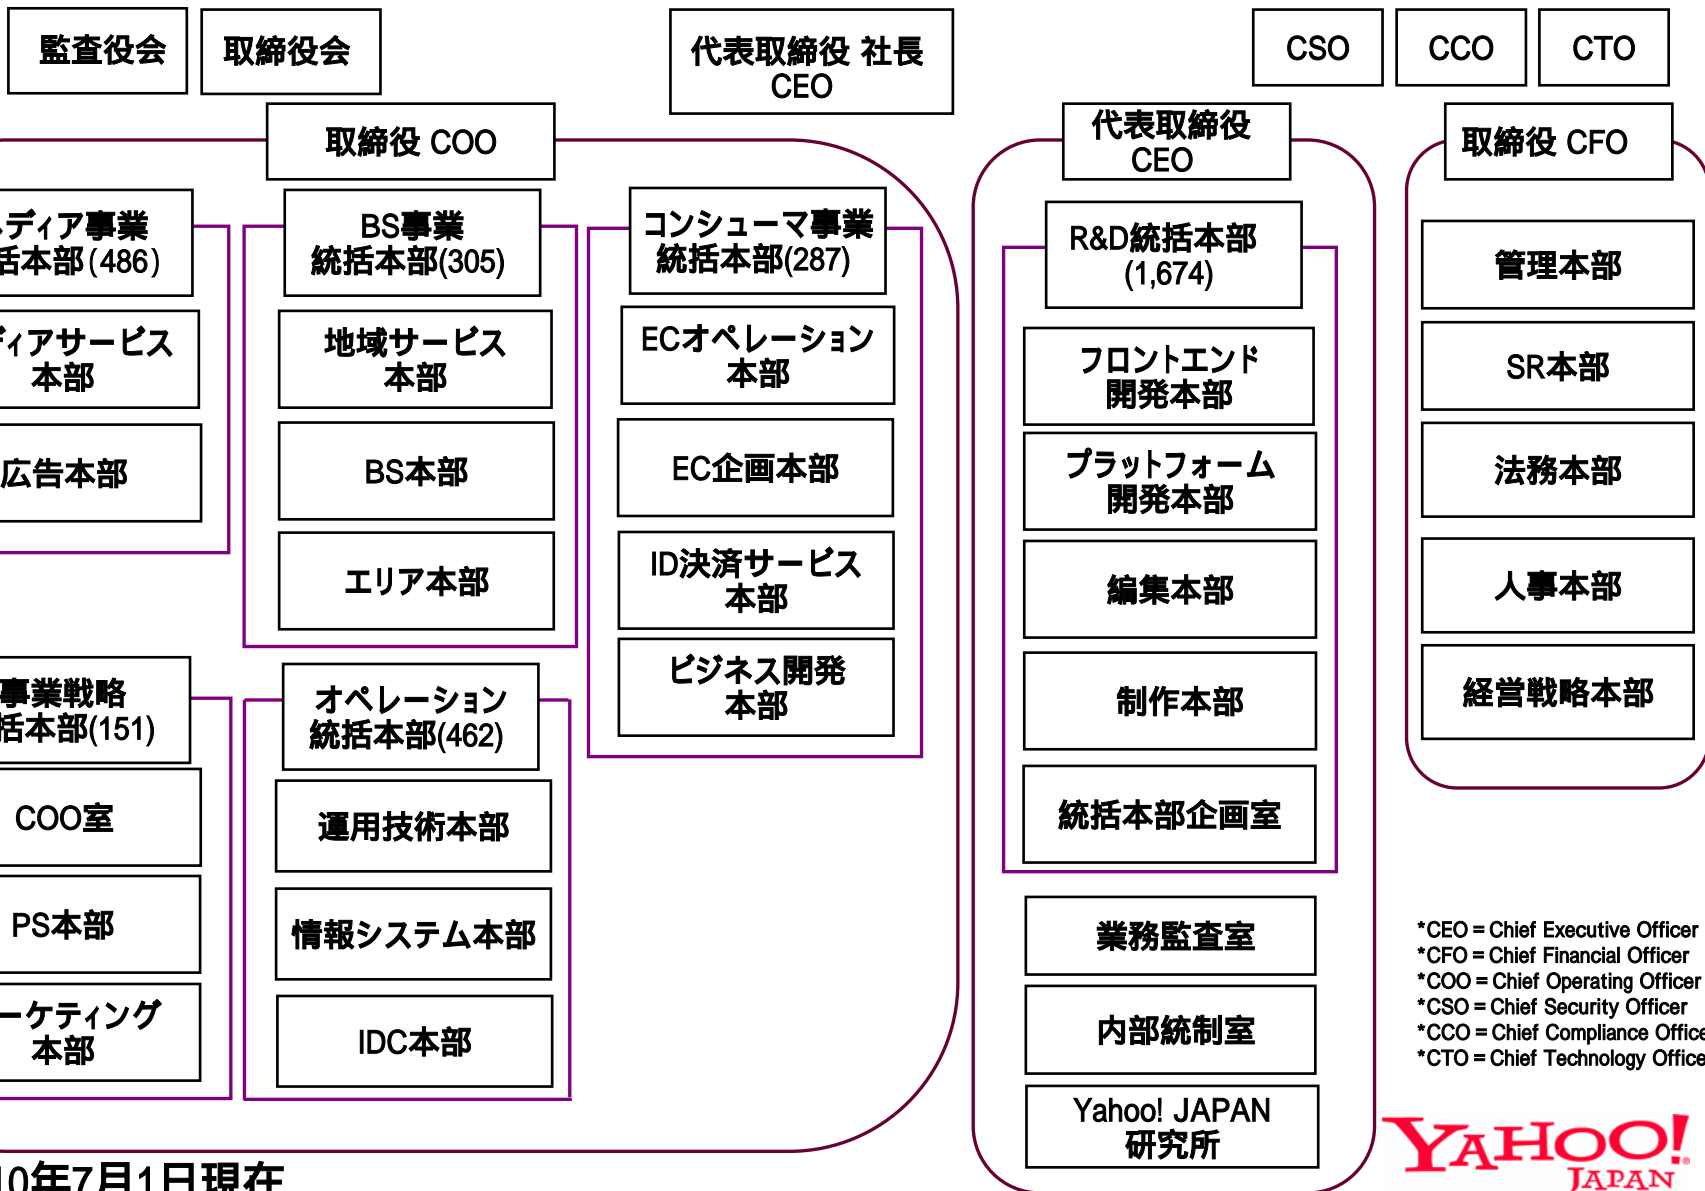 監査役会
取締役会
代表取締役 社長
CEO
CSO
CCO
CTO
取締役 COO
ディア事業
括本部(486)
ディアサービス
本部
広告本部
事業戦略
括本部(151)
COO室
PS本部
ーケティング
本部
BS事業
統括本部(305)
地域サービス
本部
BS本部
エリア本部
オペレーション
統括本部(462)
運用技術本部
情報システム本部
IDC本部
コンシューマ事業
統括本部(287)
ECオペレーション
本部
EC企画本部
ID決済サービス
本部
ビジネス開発
本部
代表取締役
CEO
R&D統括本部
(1,674)
フロントエンド
開発本部
プラットフォーム
開発本部
編集本部
制作本部
統括本部企画室
業務監査室
内部統制室
Yahoo! JAPAN
研究所
取締役 CFO
管理本部
SR本部
法務本部
人事本部
経営戦略本部
*CEO = Chief Executive Officer
*CFO = Chief Financial Officer
*COO = Chief Operating Officer
*CSO = Chief Security Officer
*CCO = Chief Compliance Office
*CTO = Chief Technology Office
10年7月1日現在
YAHOO!
JAPAN